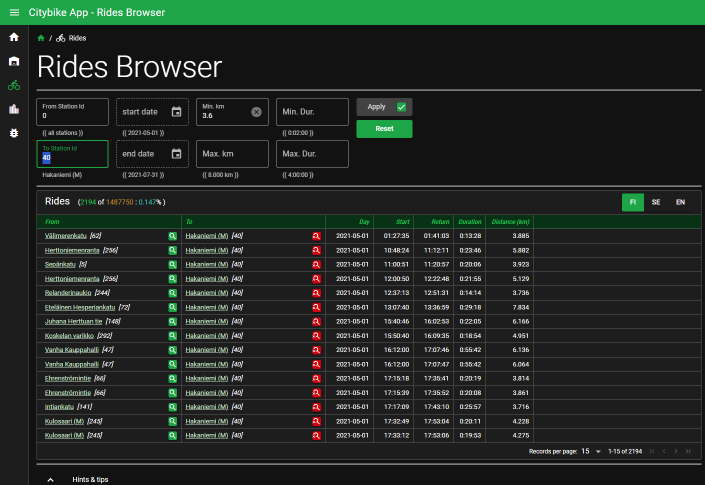 Citybike App - Rides Browser
/ Rides
Rides Browser
From Station Id
0
{{ all stations }}
start date
{{ 2021-05-01 }}
Min. km
3.6
Min. Dur.
{{ 0:02:00 }}
Apply
Reset
To Station Id
40
Hakaniemi (M)
end date
{{ 2021-07-31 }}
Max. km
{{ 8.000 km }}
Max. Dur.
{{ 4:00:00 }}
Rides (2194 of 1487750 : 0.147%) FI SE EN
From To Day Start Return Duration Distance (km)
Välimerenkatu [62] Hakaniemi (M) [40] 2021-05-01 01:27:35 01:41:03 0:13:28 3.885
Herttoniemenranta [256] Hakaniemi (M) [40] 2021-05-01 10:48:24 11:12:11 0:23:46 5.882
Sepänkatu [5] Hakaniemi (M) [40] 2021-05-01 11:00:51 11:20:57 0:20:06 3.923
Herttoniemenranta [256] Hakaniemi (M) [40] 2021-05-01 12:00:50 12:22:48 0:21:55 5.129
Relanderinaukio [244] Hakaniemi (M) [40] 2021-05-01 12:37:13 12:51:31 0:14:14 3.736
Eteläinen Hesperiankatu [72] Hakaniemi (M) [40] 2021-05-01 13:07:40 13:36:59 0:29:18 7.834
Juhana Herttuan tie [148] Hakaniemi (M) [40] 2021-05-01 15:40:46 16:02:53 0:22:05 6.166
Koskelan varikko [292] Hakaniemi (M) [40] 2021-05-01 15:50:40 16:09:35 0:18:54 4.951
Vanha Kauppahalli [47] Hakaniemi (M) [40] 2021-05-01 16:12:00 17:07:46 0:55:42 6.136
Vanha Kauppahalli [47] Hakaniemi (M) [40] 2021-05-01 16:12:00 17:07:47 0:55:42 6.064
Ehrenströmintie [66] Hakaniemi (M) [40] 2021-05-01 17:15:18 17:35:41 0:20:19 3.814
Ehrenströmintie [66] Hakaniemi (M) [40] 2021-05-01 17:15:39 17:35:52 0:20:08 3.861
Intiankatu [141] Hakaniemi (M) [40] 2021-05-01 17:17:09 17:43:10 0:25:57 3.716
Kulosaari (M) [245] Hakaniemi (M) [40] 2021-05-01 17:32:49 17:53:04 0:20:11 4.228
Kulosaari (M) [245] Hakaniemi (M) [40] 2021-05-01 17:33:12 17:53:06 0:19:53 4.275
Records per page: 15 1-15 of 2194
Hints & tips